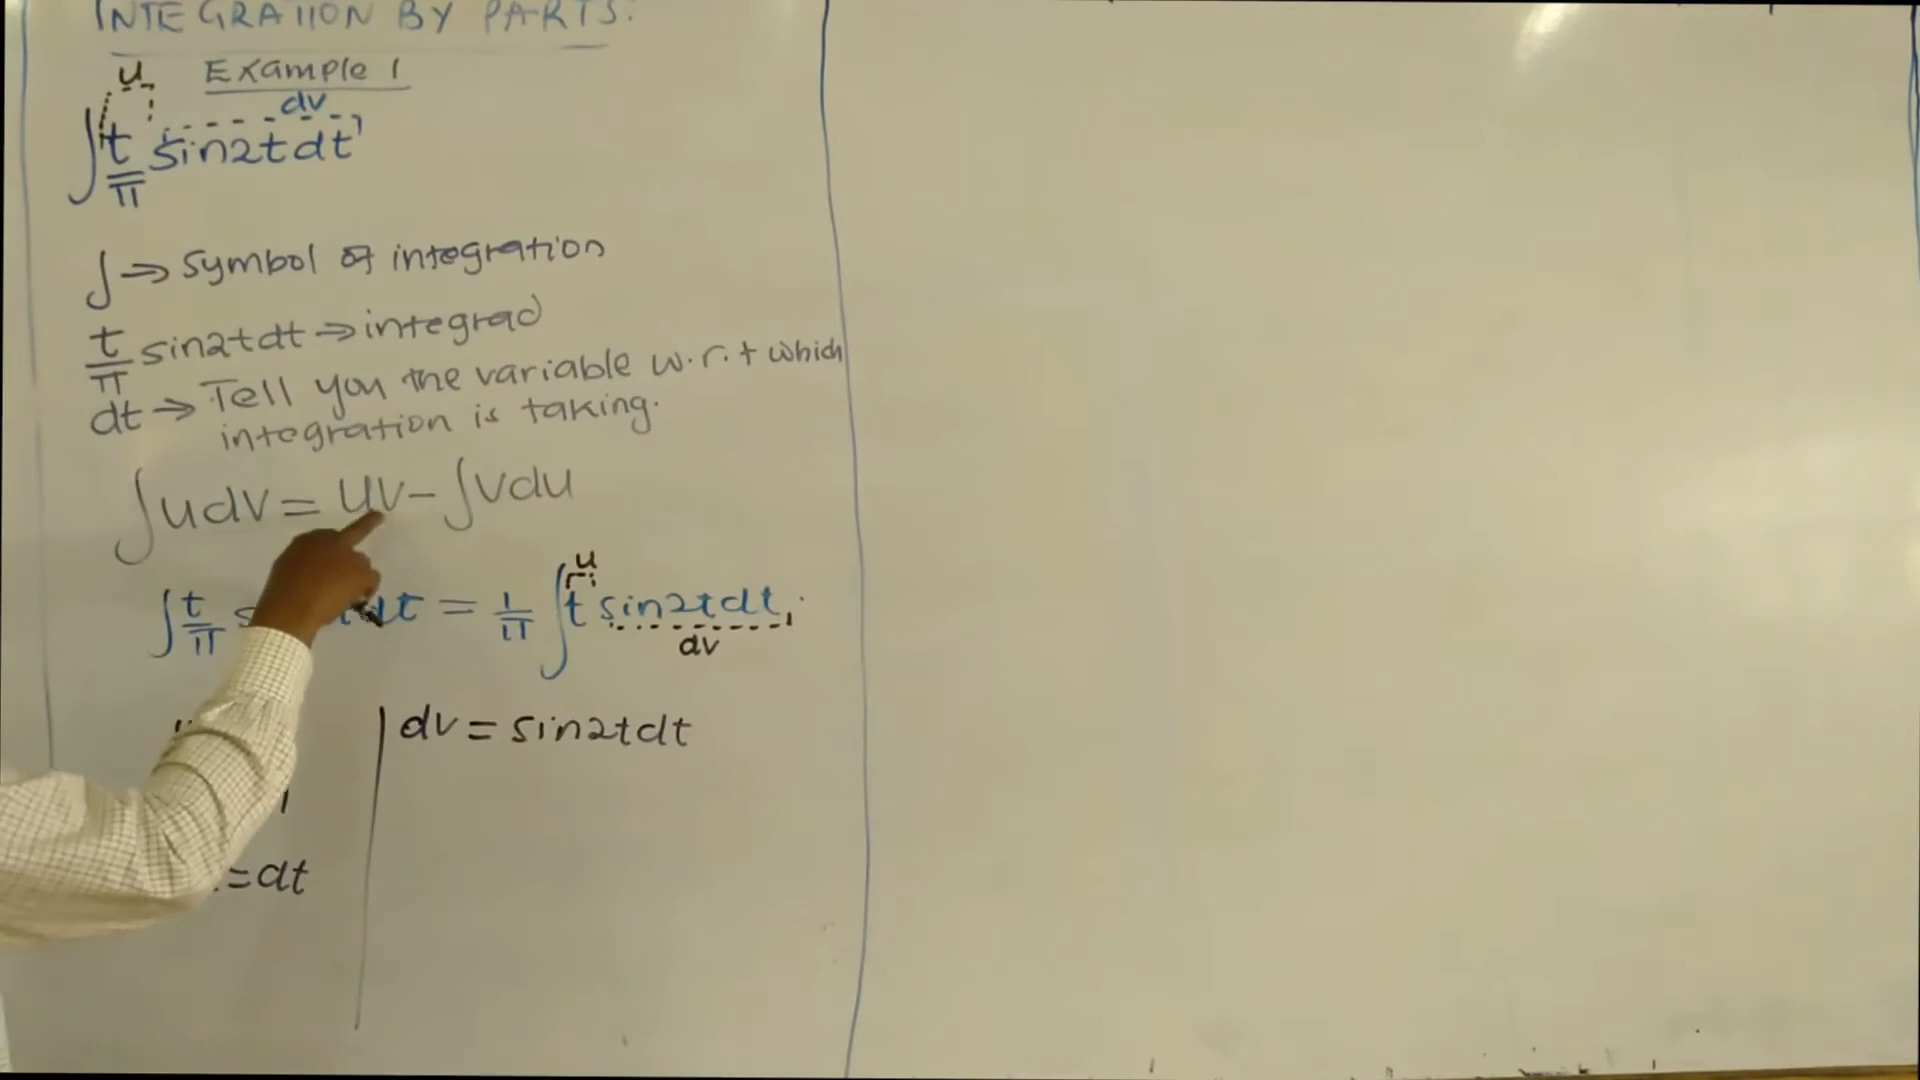 INTEGRATION BY PARTS.
Example 1
u
dv
∫ t/π sin2tdt
∫ → symbol of integration
t/π sin2tdt → integrad
dt → Tell you the variable w.r.t which
integration is taking.
∫udv = uv - ∫vdu
u
∫ t/π s dt = 1/π ∫ t sin2tdt
dv
dv = sin2tdt
=dt